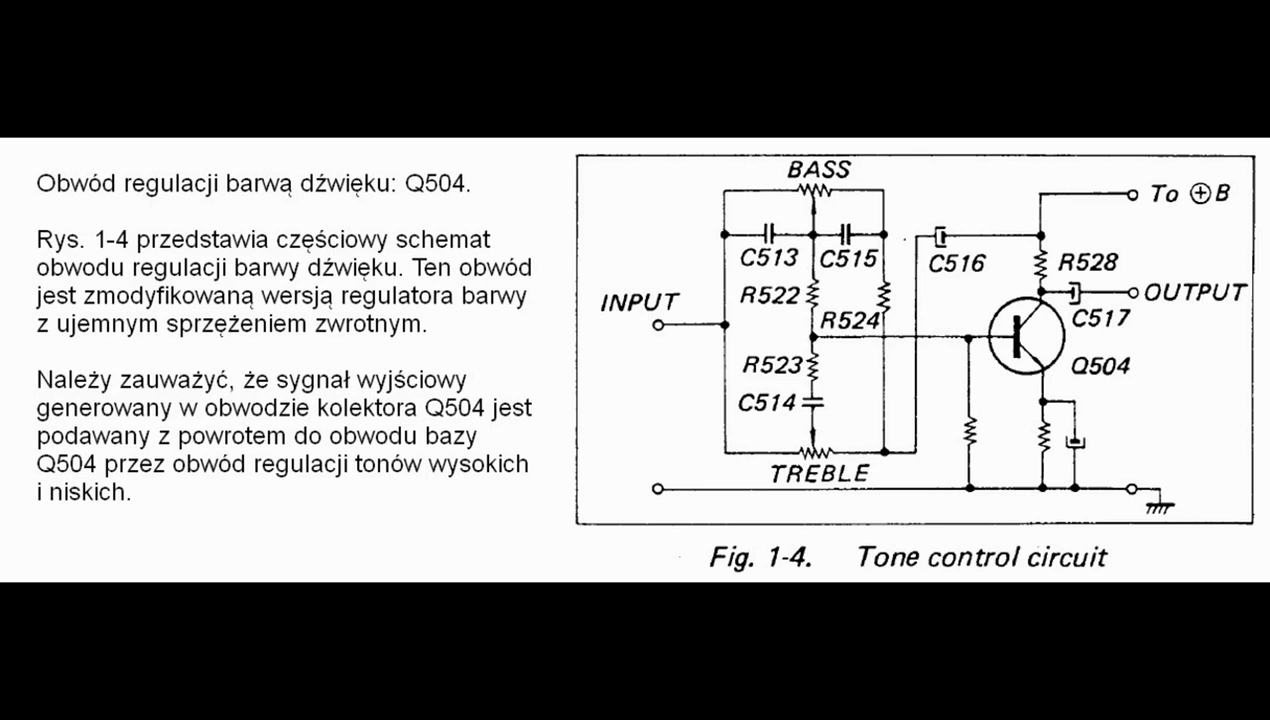 Obwód regulacji barwą dźwięku: Q504.
Rys. 1-4 przedstawia częściowy schemat
obwodu regulacji barwy dźwięku. Ten obwód
jest zmodyfikowaną wersją regulatora barwy
z ujemnym sprzężeniem zwrotnym.
Należy zauważyć, że sygnał wyjściowy
generowany w obwodzie kolektora Q504 jest
podawany z powrotem do obwodu bazy
Q504 przez obwód regulacji tonów wysokich
i niskich.
BASS
To ⊕B
C513 C515
C516
R528
R522
INPUT
OUTPUT
R524
C517
R523
Q504
C514
TREBLE
Fig. 1-4. Tone control circuit